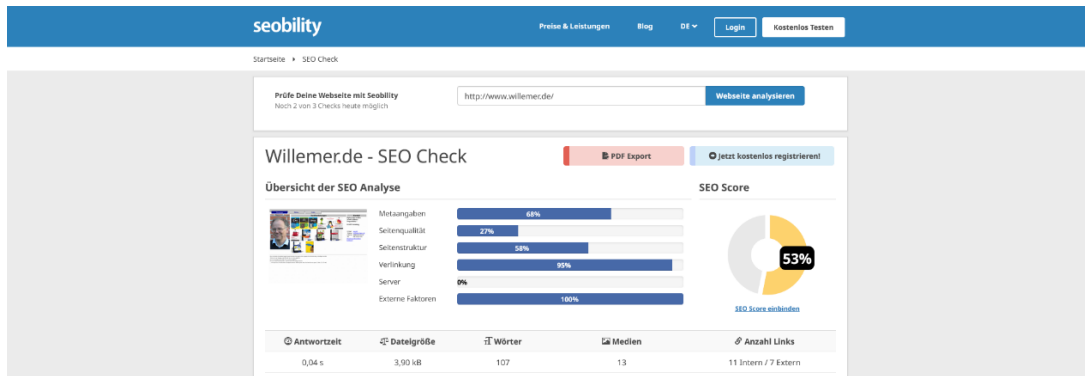 seobility
Preise & Leistungen Blog DE Login Kostenlos Testen
Startseite SEO Check
Prüfe Deine Webseite mit Seobility
Noch 2 von 3 Checks heute möglich
http://www.willemer.de/ Webseite analysieren
Willemer.de - SEO Check
PDF Export Jetzt kostenlos registrieren!
Übersicht der SEO Analyse
SEO Score
Metaangaben 68%
Seitenqualität 27%
Seitenstruktur 58%
Verlinkung 95%
Server 0%
Externe Faktoren 100%
53%
SEO Score einbinden
Antwortzeit Dateigröße Wörter Medien Anzahl Links
0,04 s 3,90 kB 107 13 11 Intern / 7 Extern